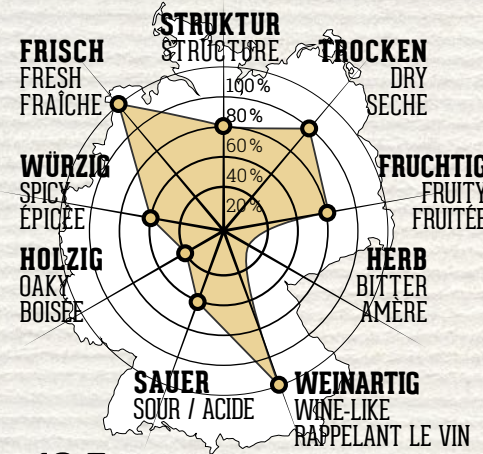 STRUKTUR
STRUCTURE
FRISCH
FRESH
FRAÎCHE
TROCKEN
DRY
SECHE
100%
80%
60%
40%
20%
WÜRZIG
SPICY
ÉPICÉE
FRUCHTIG
FRUITY
FRUITÉE
HOLZIG
OAKY
BOISÉE
HERB
BITTER
AMÈRE
SAUER
SOUR / ACIDE
WEINARTIG
WINE-LIKE
RAPPELANT LE VIN